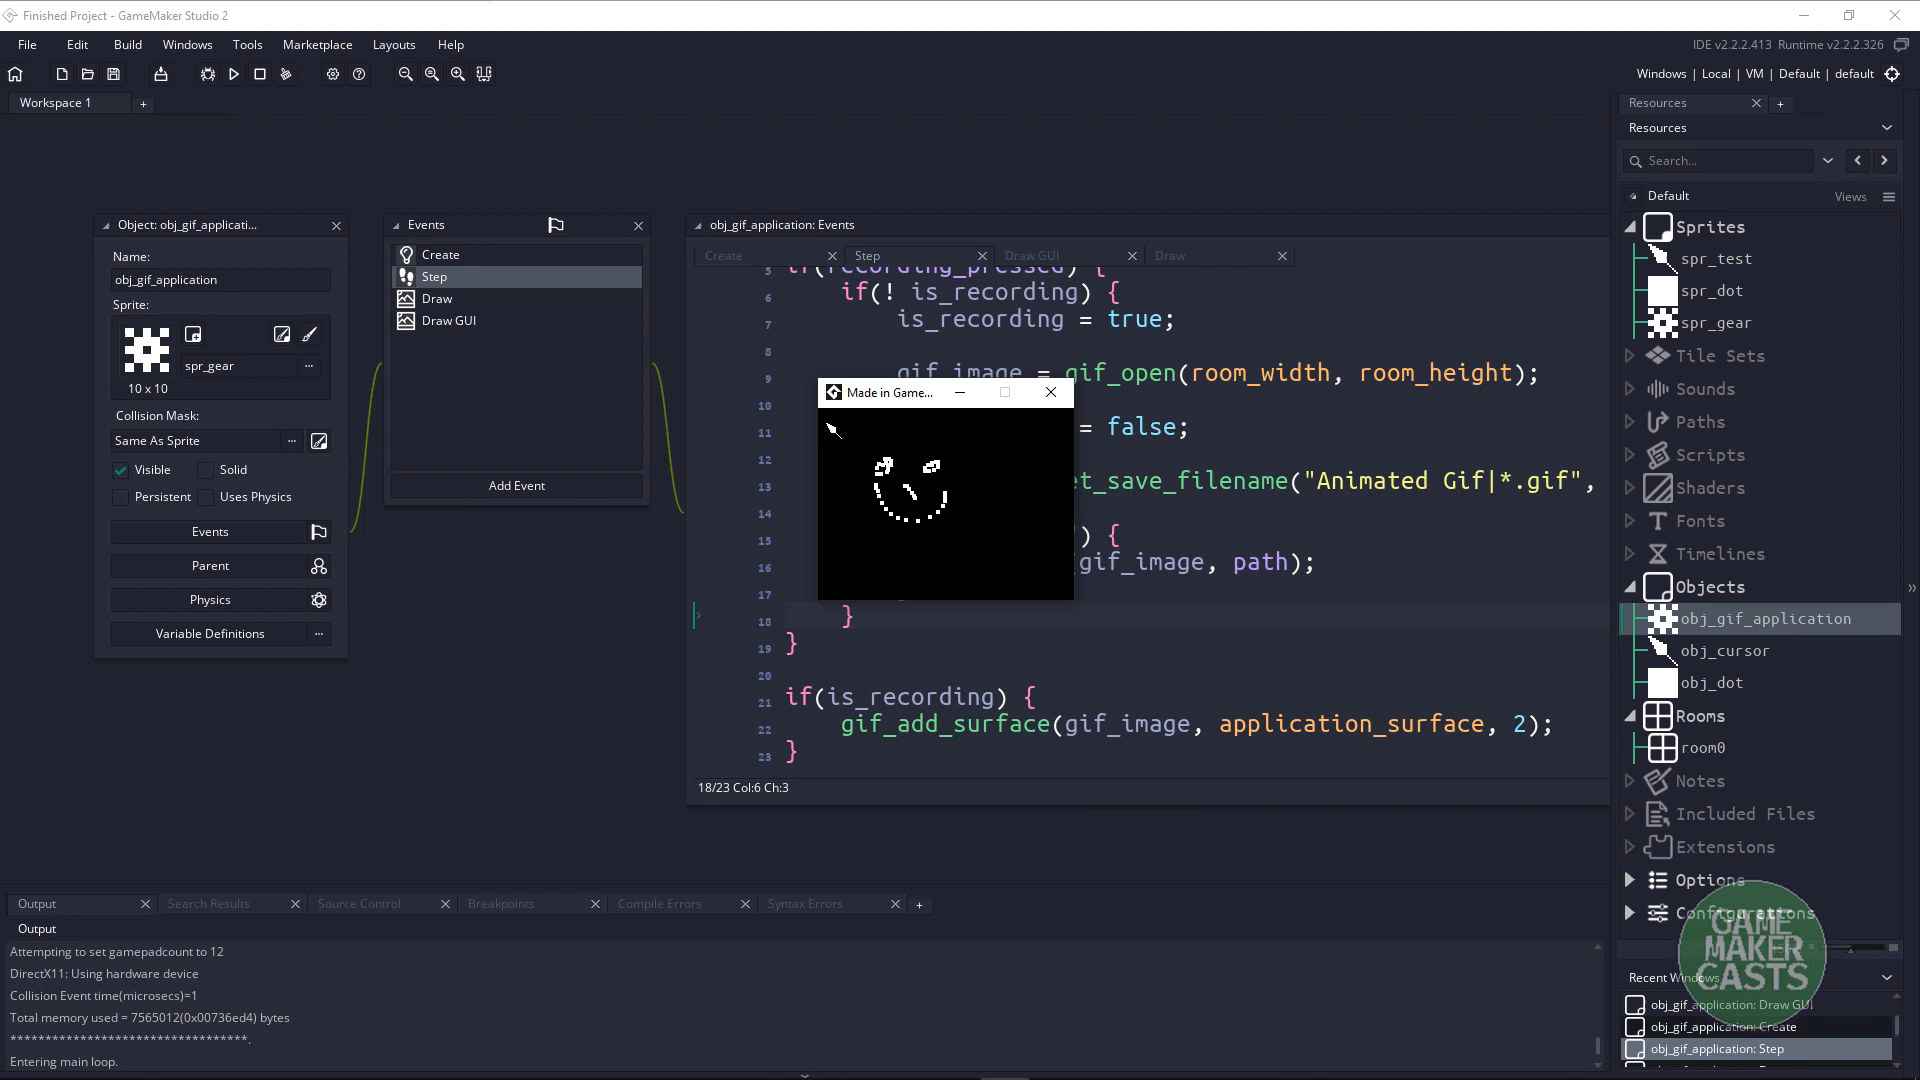 Finished Project - GameMaker Studio 2
File Edit Build Windows Tools Marketplace Layouts Help
IDE v2.2.2.413 Runtime v2.2.2.326
Windows | Local | VM | Default | default
Workspace 1 +
Resources
Resources
Search...
Default Views
Sprites
spr_test
spr_dot
spr_gear
Tile Sets
Sounds
Paths
Scripts
Shaders
Fonts
Timelines
Objects
obj_gif_application
obj_cursor
obj_dot
Rooms
room0
Notes
Included Files
Extensions
Options
Configurations
Recent Windows
obj_gif_application: Draw GUI
obj_gif_application: Create
obj_gif_application: Step
GAME
MAKER
CASTS
Object: obj_gif_applicati...
Name:
obj_gif_application
Sprite:
spr_gear
10 x 10
Collision Mask:
Same As Sprite
Visible Solid
Persistent Uses Physics
Events
Parent
Physics
Variable Definitions
Events
Create
Step
Draw
Draw GUI
Add Event
obj_gif_application: Events
Create Step Draw GUI Draw
5 if(recording_pressed) {
6 if(! is_recording) {
7 is_recording = true;
8
9 gif_image = gif_open(room_width, room_height);
10
11 = false;
12
13 et_save_filename("Animated Gif|*.gif",
14
15 ) {
16 (gif_image, path);
17
18 }
19 }
20
21 if(is_recording) {
22 gif_add_surface(gif_image, application_surface, 2);
23 }
18/23 Col:6 Ch:3
Made in Game...
Output Search Results Source Control Breakpoints Compile Errors Syntax Errors +
Output
Attempting to set gamepadcount to 12
DirectX11: Using hardware device
Collision Event time(microsecs)=1
Total memory used = 7565012(0x00736ed4) bytes
**********************************.
Entering main loop.